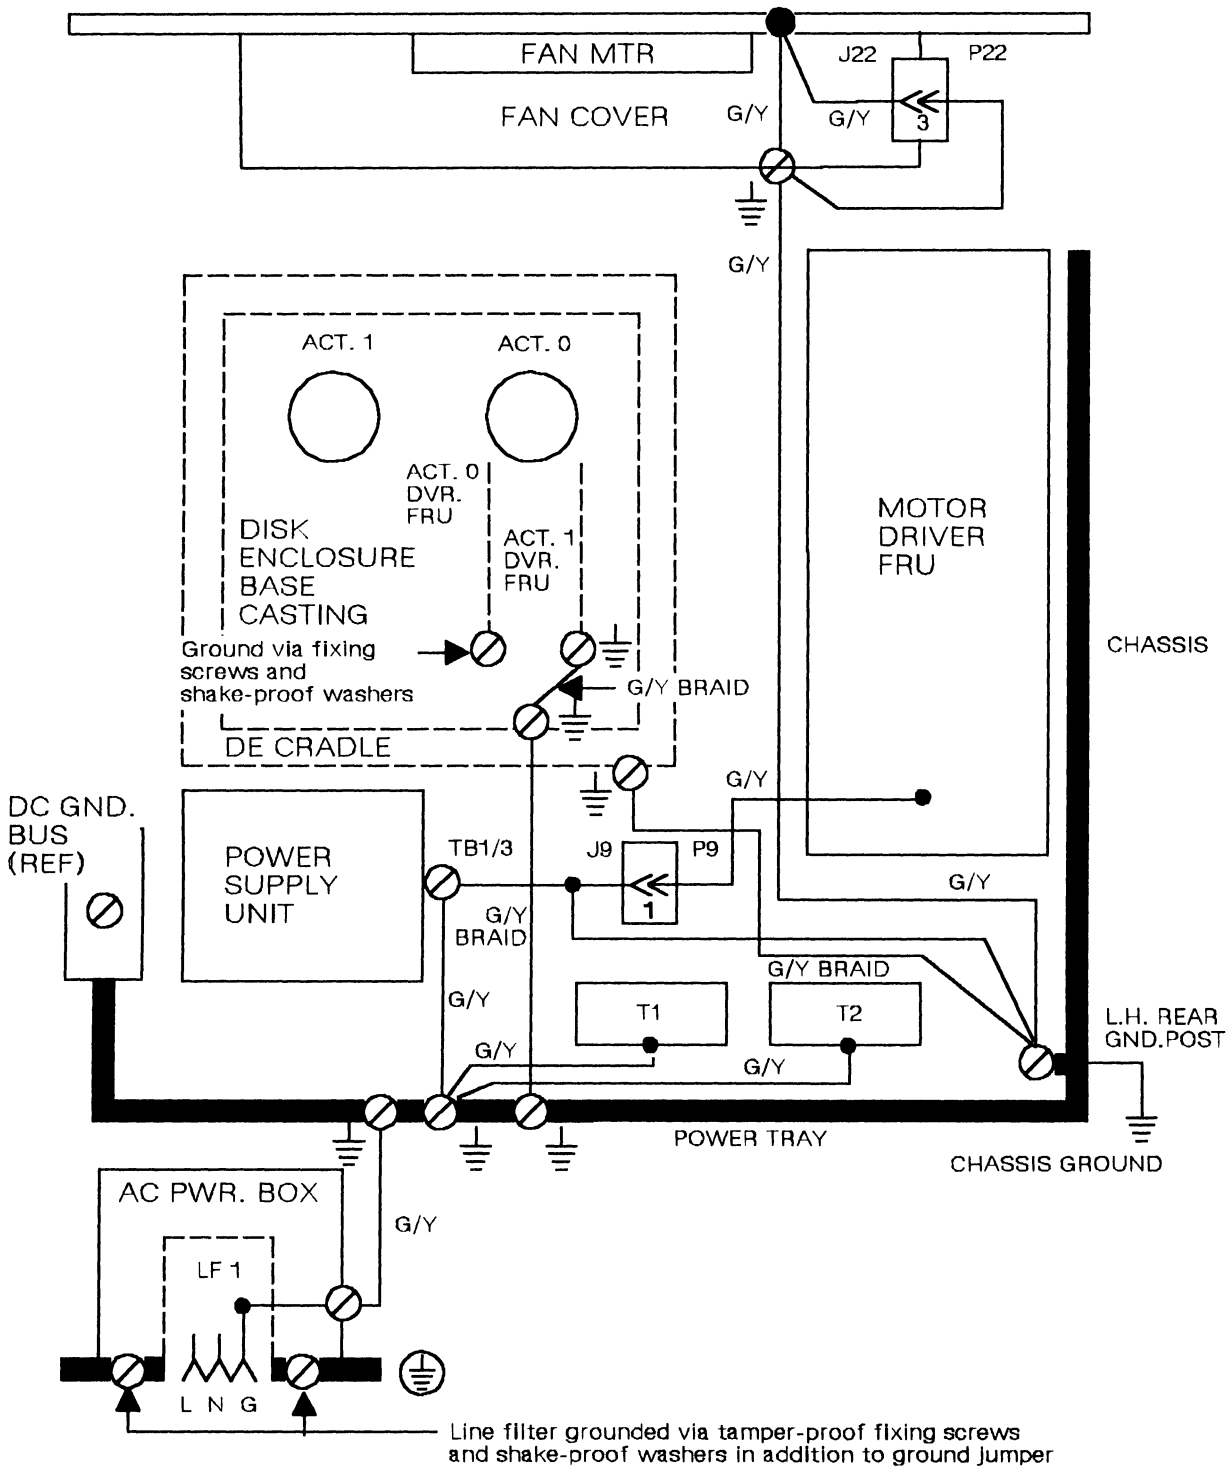 FAN MTR
J22
P22
FAN COVER
G/Y
G/Y
3
G/Y
ACT. 1
ACT. 0
ACT. 0
DVR.
FRU
DISK
ENCLOSURE
BASE
CASTING
ACT. 1
DVR.
FRU
MOTOR
DRIVER
FRU
Ground via fixing
screws and
shake-proof washers
CHASSIS
G/Y BRAID
DE CRADLE
G/Y
DC GND.
BUS
(REF)
POWER
SUPPLY
UNIT
TB1/3
J9
P9
1
G/Y
G/Y
BRAID
G/Y BRAID
G/Y
T1
T2
L.H. REAR
GND.POST
G/Y
G/Y
POWER TRAY
CHASSIS GROUND
AC PWR. BOX
G/Y
LF 1
L N G
Line filter grounded via tamper-proof fixing screws
and shake-proof washers in addition to ground jumper